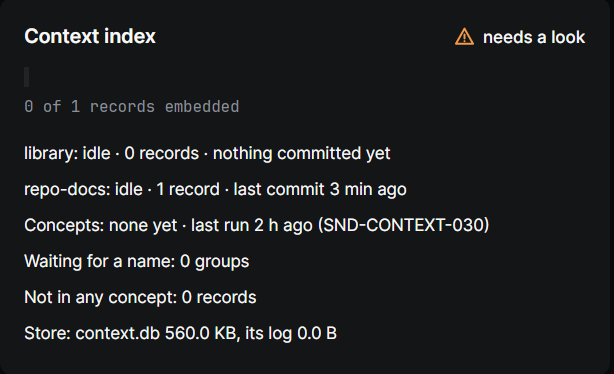 Context index
needs a look
0 of 1 records embedded
library: idle · 0 records · nothing committed yet
repo-docs: idle · 1 record · last commit 3 min ago
Concepts: none yet · last run 2 h ago (SND-CONTEXT-030)
Waiting for a name: 0 groups
Not in any concept: 0 records
Store: context.db 560.0 KB, its log 0.0 B